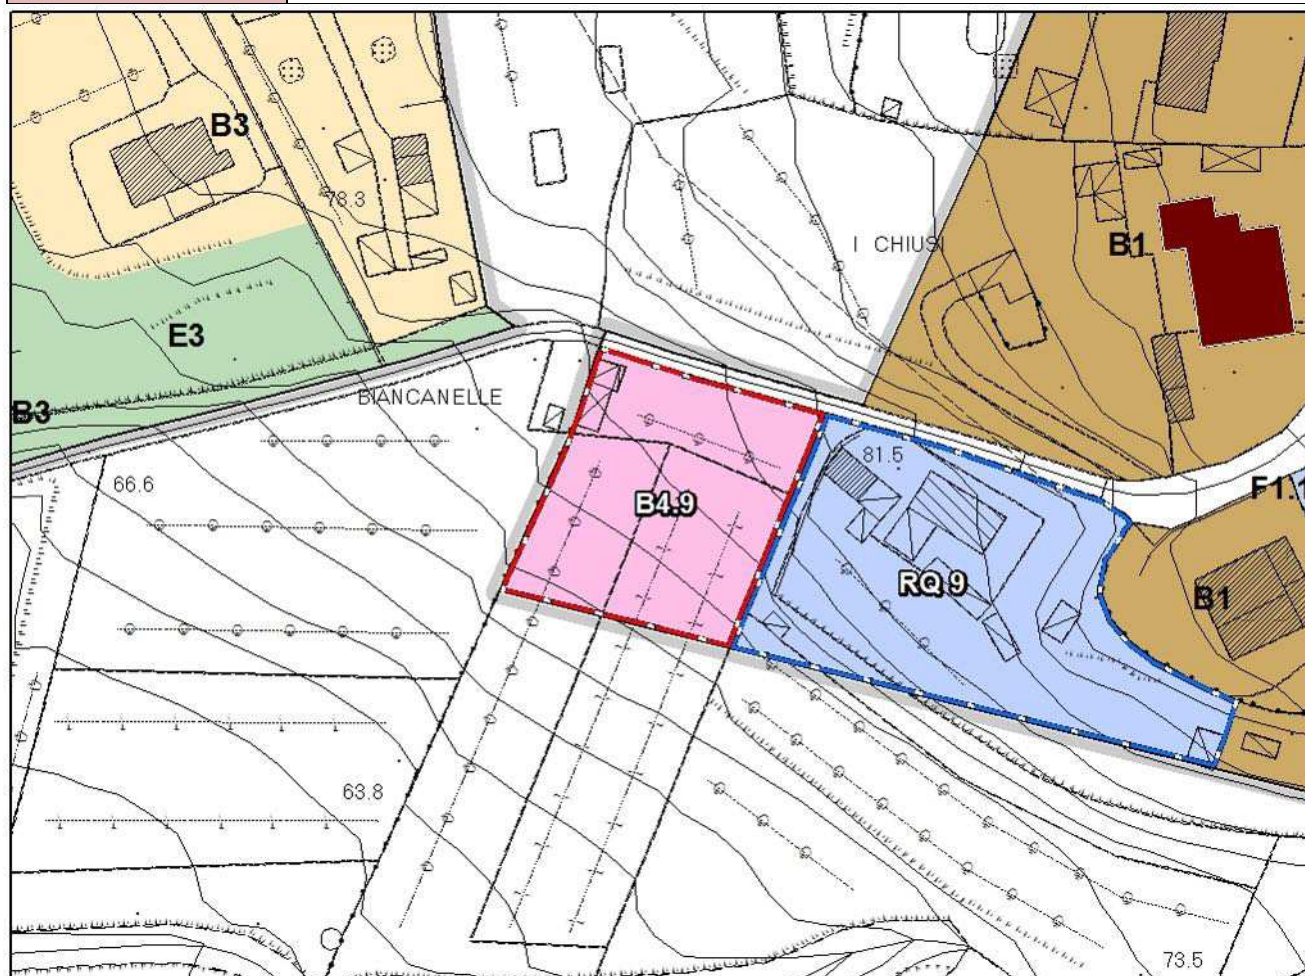 B3
78.3
I CHIUSI
B1
E3
BIANCANELLE
B3
81.5
66.6
F1.1
B4.9
RQ 9
B1
63.8
73.5